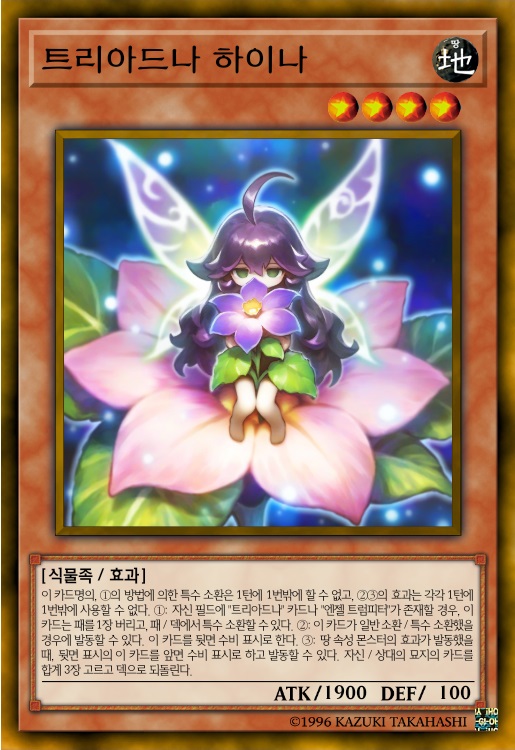 트리아드나 하이나
땅
地
[식물족 / 효과]
이 카드명의, ①의 방법에 의한 특수 소환은 1턴에 1번밖에 할 수 없고, ②③의 효과는 각각 1턴에
1번밖에 사용할 수 없다. ①: 자신 필드에 "트리아드나" 카드나 "엔젤 트럼피터"가 존재할 경우, 이
카드는 패를 1장 버리고, 패 / 덱에서 특수 소환할 수 있다. ②: 이 카드가 일반 소환 / 특수 소환했을
경우에 발동할 수 있다. 이 카드를 뒷면 수비 표시로 한다. ③: 땅 속성 몬스터의 효과가 발동했을
때, 뒷면 표시의 이 카드를 앞면 수비 표시로 하고 발동할 수 있다. 자신 / 상대의 묘지의 카드를
합계 3장 고르고 덱으로 되돌린다.
ATK/1900 DEF/ 100
©1996 KAZUKI TAKAHASHI